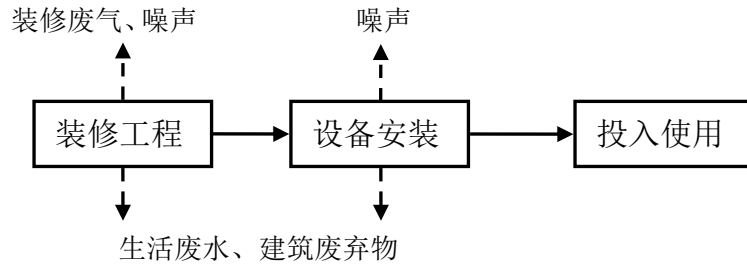 装修废气、噪声
噪声
装修工程
设备安装
投入使用
生活废水、建筑废弃物